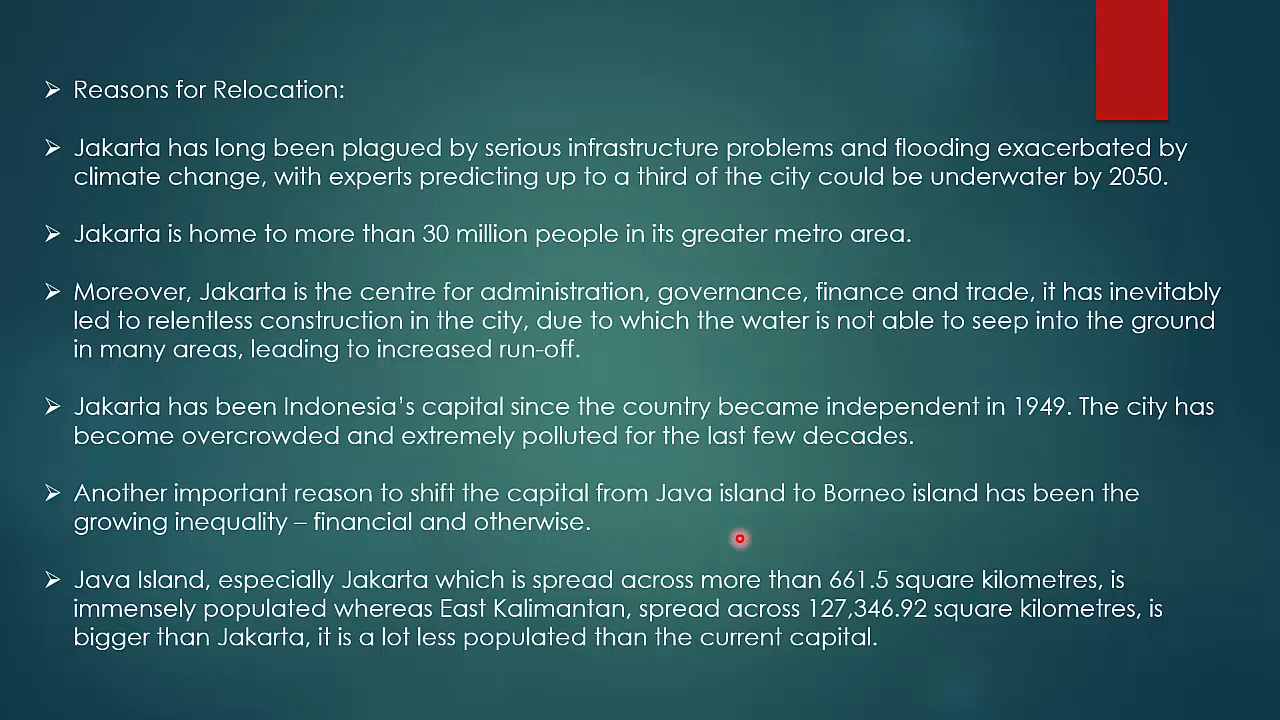 ➢ Reasons for Relocation:
➢ Jakarta has long been plagued by serious infrastructure problems and flooding exacerbated by
climate change, with experts predicting up to a third of the city could be underwater by 2050.
➢ Jakarta is home to more than 30 million people in its greater metro area.
➢ Moreover, Jakarta is the centre for administration, governance, finance and trade, it has inevitably
led to relentless construction in the city, due to which the water is not able to seep into the ground
in many areas, leading to increased run-off.
➢ Jakarta has been Indonesia’s capital since the country became independent in 1949. The city has
become overcrowded and extremely polluted for the last few decades.
➢ Another important reason to shift the capital from Java island to Borneo island has been the
growing inequality – financial and otherwise.
➢ Java Island, especially Jakarta which is spread across more than 661.5 square kilometres, is
immensely populated whereas East Kalimantan, spread across 127,346.92 square kilometres, is
bigger than Jakarta, it is a lot less populated than the current capital.